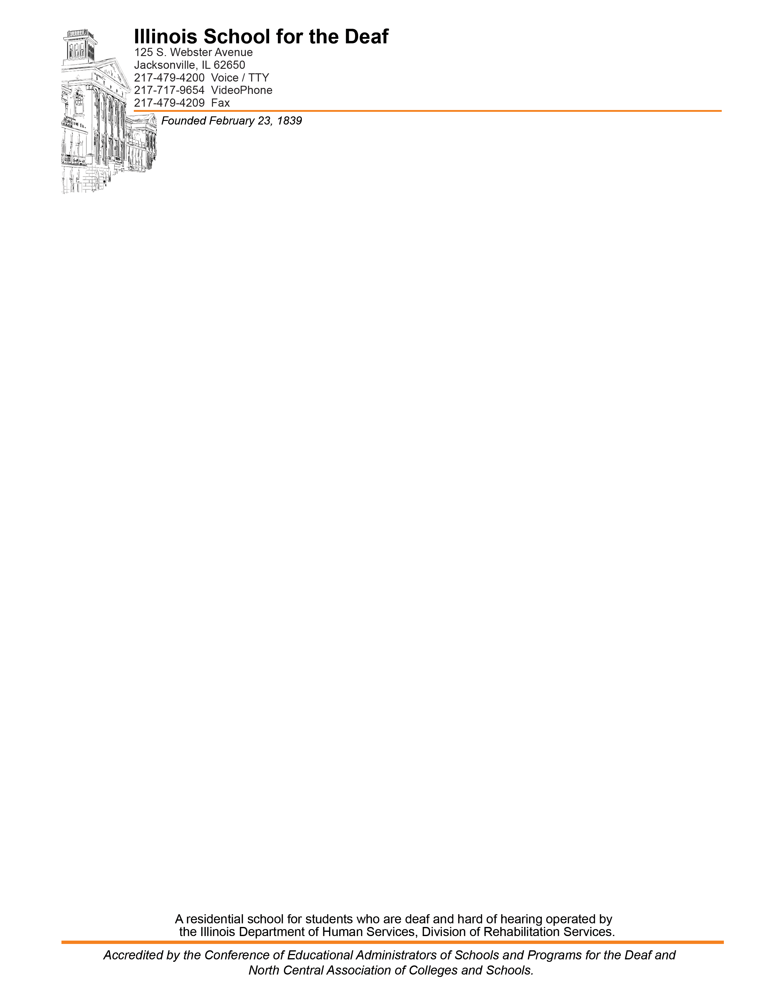 Illinois School for the Deaf
125 S. Webster Avenue
Jacksonville, IL 62650
217-479-4200 Voice / TTY
217-717-9654 VideoPhone
217-479-4209 Fax
Founded February 23, 1839
A residential school for students who are deaf and hard of hearing operated by
the Illinois Department of Human Services, Division of Rehabilitation Services.
Accredited by the Conference of Educational Administrators of Schools and Programs for the Deaf and
North Central Association of Colleges and Schools.